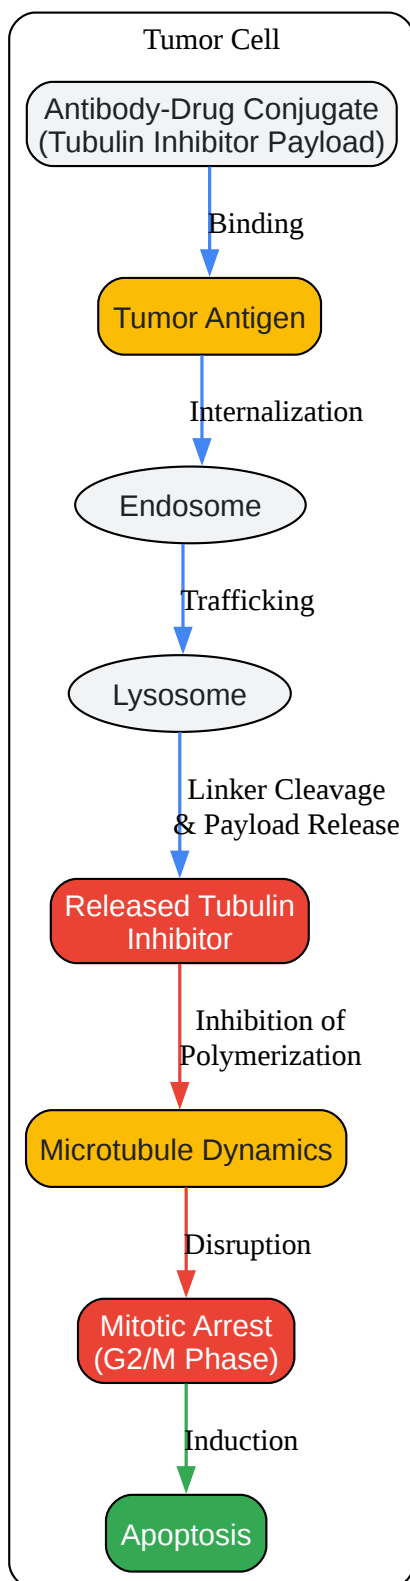 Tumor Cell
Antibody-Drug Conjugate
(Tubulin Inhibitor Payload)
Binding
Tumor Antigen
Internalization
Endosome
Trafficking
Lysosome
Linker Cleavage
& Payload Release
Released Tubulin
Inhibitor
Inhibition of
Polymerization
Microtubule Dynamics
Disruption
Mitotic Arrest
(G2/M Phase)
Induction
Apoptosis